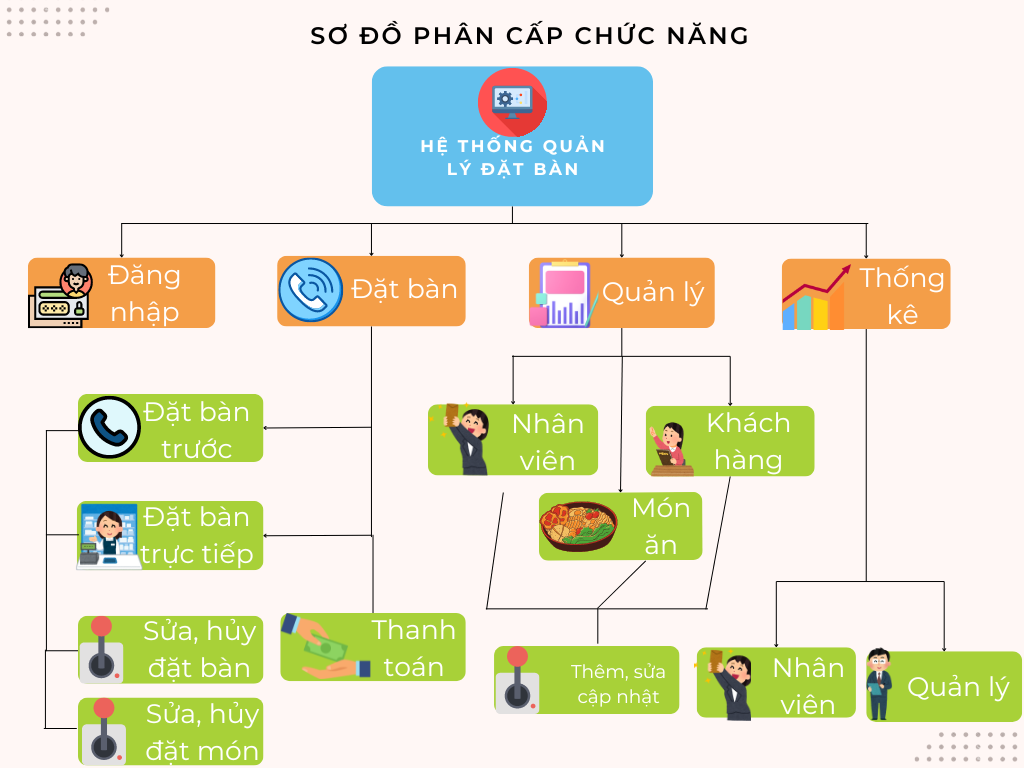 SƠ ĐỒ PHÂN CẤP CHỨC NĂNG
HỆ THỐNG QUẢN
LÝ ĐẶT BÀN
Đăng
nhập
Đặt bàn
Quản lý
Thống
kê
Đặt bàn
trước
Nhân
viên
Khách
hàng
Đặt bàn
trực tiếp
Món
ăn
Sửa, hủy
đặt bàn
Thanh
toán
Thêm, sửa
cập nhật
Nhân
viên
Quản lý
Sửa, hủy
đặt món